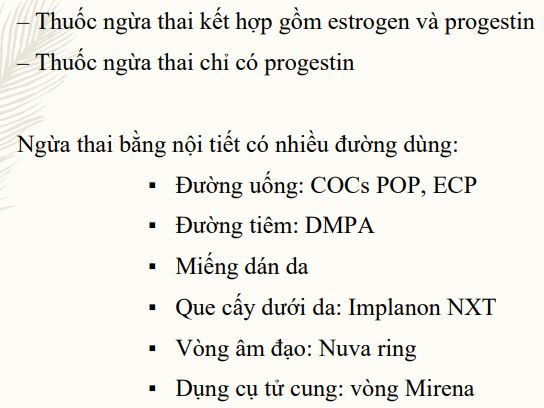 – Thuốc ngừa thai kết hợp gồm estrogen và progestin
– Thuốc ngừa thai chỉ có progestin
Ngừa thai bằng nội tiết có nhiều đường dùng:
▪ Đường uống: COCs POP, ECP
▪ Đường tiêm: DMPA
▪ Miếng dán da
▪ Que cấy dưới da: Implanon NXT
▪ Vòng âm đạo: Nuva ring
▪ Dụng cụ tử cung: vòng Mirena